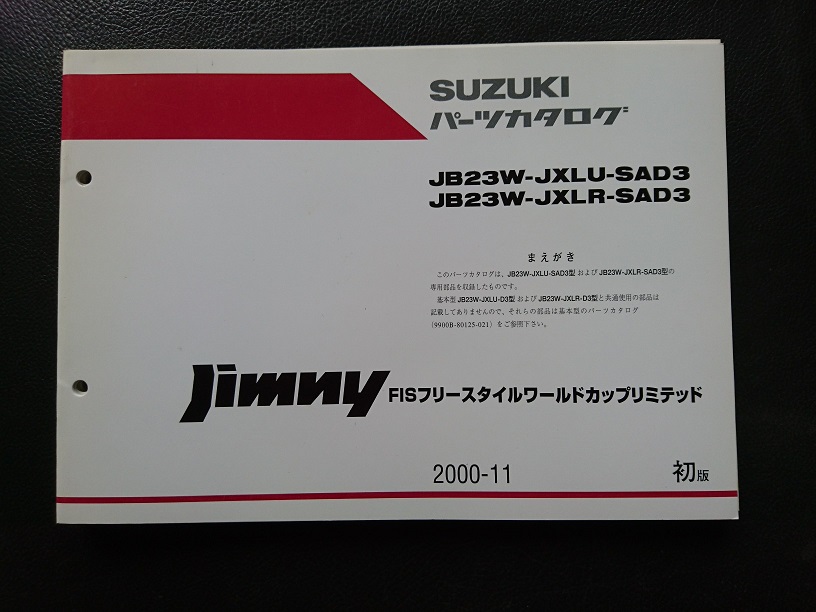 SUZUKI
パーツカタログ
JB23W-JXLU-SAD3
JB23W-JXLR-SAD3
まえがき
このパーツカタログは、JB23W-JXLU-SAD3型 および JB23W-JXLR-SAD3型の
専用部品を収録したものです。
基本型 JB23W-JXLU-D3型 および JB23W-JXLR-D3型と共通使用の部品は
記載してありませんので、それらの部品は基本型のパーツカタログ
(9900B-80125-021) をご参照下さい。
Jimny FISフリースタイルワールドカップリミテッド
2000-11 初版